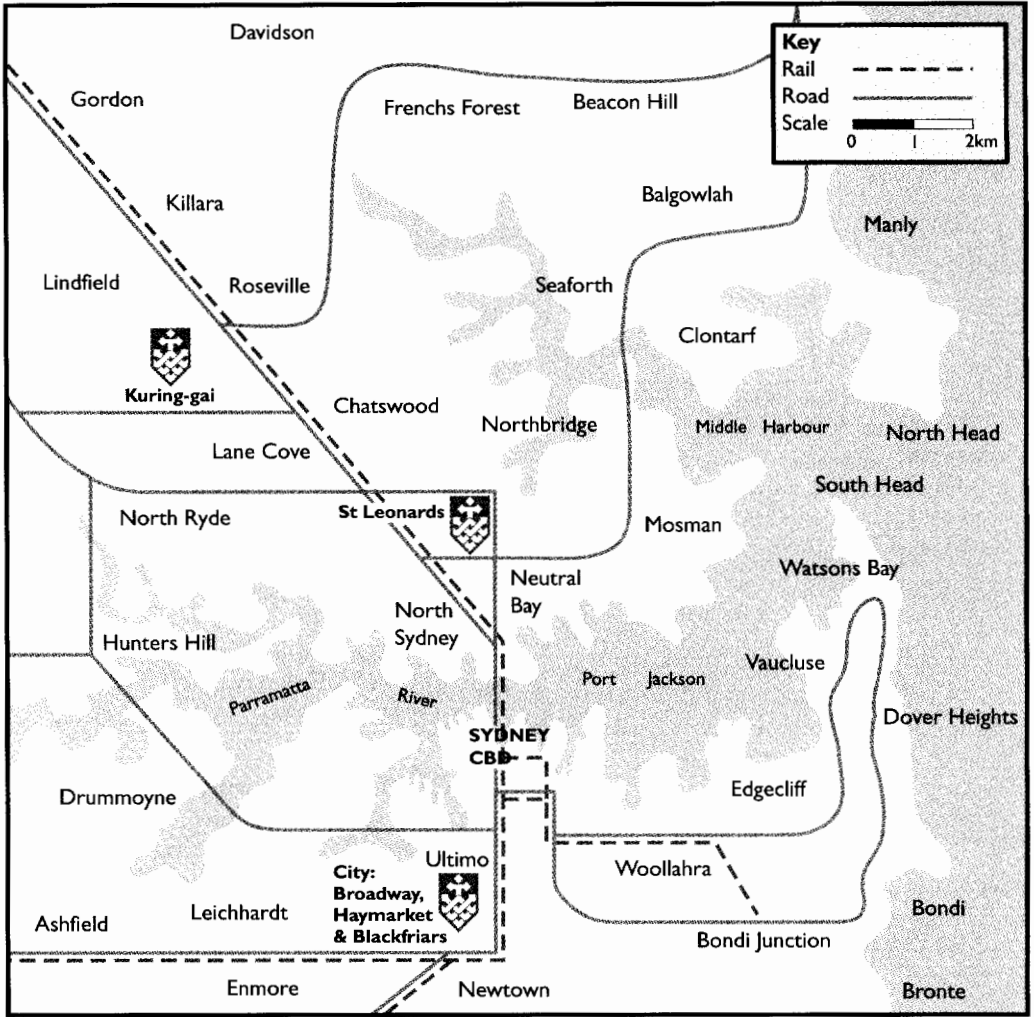 Davidson
Key
Rail
Road
Scale
0 1 2km
Gordon
Frenchs Forest
Beacon Hill
Killara
Balgowlah
Manly
Lindfield
Roseville
Seaforth
Clontarf
Kuring-gai
Chatswood
Northbridge
Middle Harbour
North Head
Lane Cove
South Head
North Ryde
St Leonards
Mosman
Watsons Bay
Neutral
Bay
North
Sydney
Hunters Hill
Vaucluse
Parramatta
River
Port Jackson
Dover Heights
SYDNEY
CBD
Drummoyne
Edgecliff
Ultimo
City:
Broadway,
Haymarket
& Blackfriars
Woollahra
Ashfield
Leichhardt
Bondi
Bondi Junction
Enmore
Newtown
Bronte